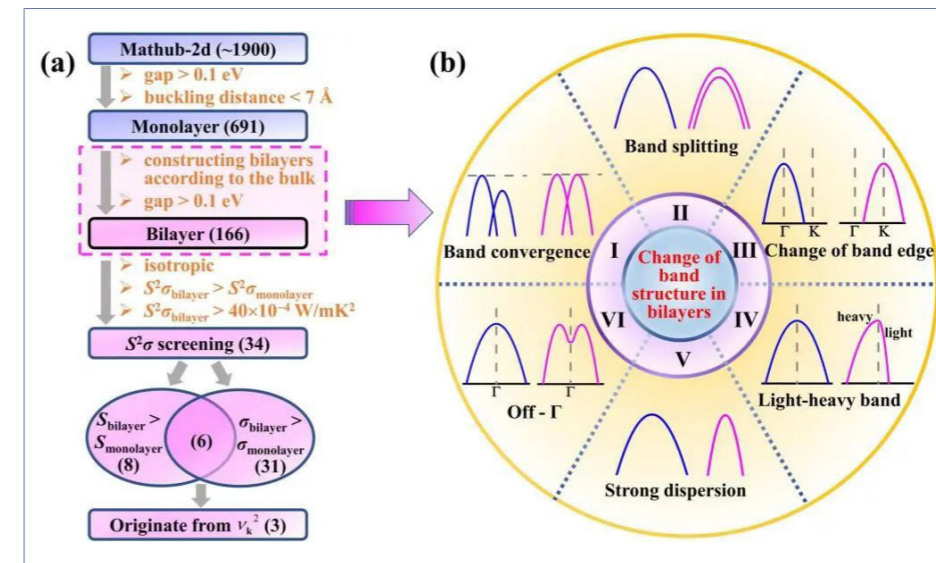 (a)
Mathub-2d (~1900)
➢ gap > 0.1 eV
➢ buckling distance < 7 Å
Monolayer (691)
➢ constructing bilayers
according to the bulk
➢ gap > 0.1 eV
Bilayer (166)
➢ isotropic
➢ S²σbilayer > S²σmonolayer
➢ S²σbilayer > 40×10⁻⁴ W/mK²
S²σ screening (34)
Sbilayer >
Smonolayer
(8)
(6)
σbilayer >
σmonolayer
(31)
Originate from νk² (3)
(b)
Band splitting
Band convergence
Γ K Γ K
Change of band edge
I
II
III
IV
V
VI
Change of
band
structure in
bilayers
Γ Γ
Off - Γ
heavy
light
Light-heavy band
Strong dispersion